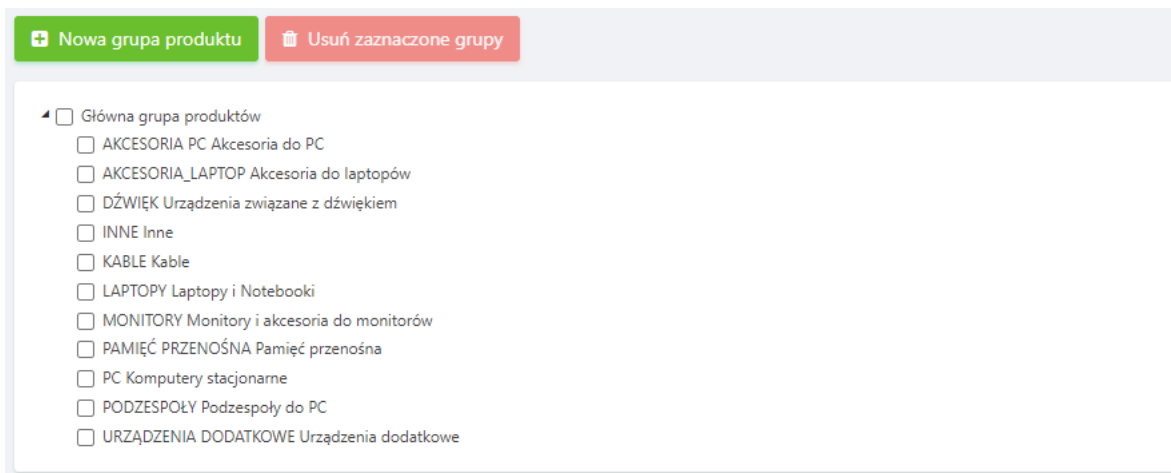 Nowa grupa produktu Usuń zaznaczone grupy
Główna grupa produktów
AKCESORIA PC Akcesoria do PC
AKCESORIA_LAPTOP Akcesoria do laptopów
DŹWIĘK Urządzenia związane z dźwiękiem
INNE Inne
KABLE Kable
LAPTOPY Laptopy i Notebooki
MONITORY Monitory i akcesoria do monitorów
PAMIĘĆ PRZENOŚNA Pamięć przenośna
PC Komputery stacjonarne
PODZESPOŁY Podzespoły do PC
URZĄDZENIA DODATKOWE Urządzenia dodatkowe